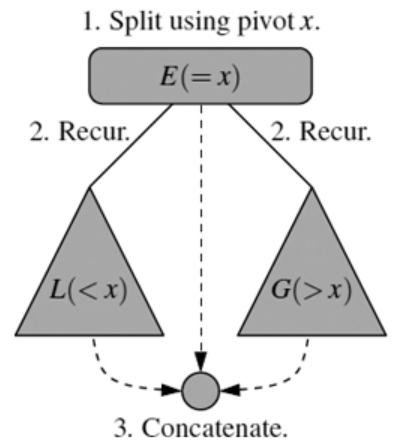 1. Split using pivot x.
E(= x)
2. Recur.
2. Recur.
L(< x)
G(> x)
3. Concatenate.